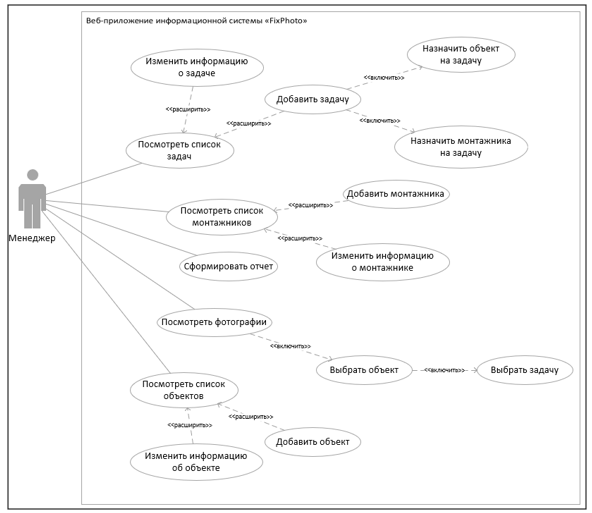 Веб-приложение информационной системы «FixPhoto»
Изменить информацию
о задаче
Назначить объект
на задачу
<<включить>>
Добавить задачу
<<расширить>>
<<расширить>>
<<включить>>
Посмотреть список
задач
Назначить монтажника
на задачу
Менеджер
Добавить монтажника
<<расширить>>
Посмотреть список
монтажников
<<расширить>>
Изменить информацию
о монтажнике
Сформировать отчет
Посмотреть фотографии
<<включить>>
Выбрать объект
<<включить>>
Выбрать задачу
Посмотреть список
объектов
<<расширить>>
<<расширить>>
Добавить объект
Изменить информацию
об объекте